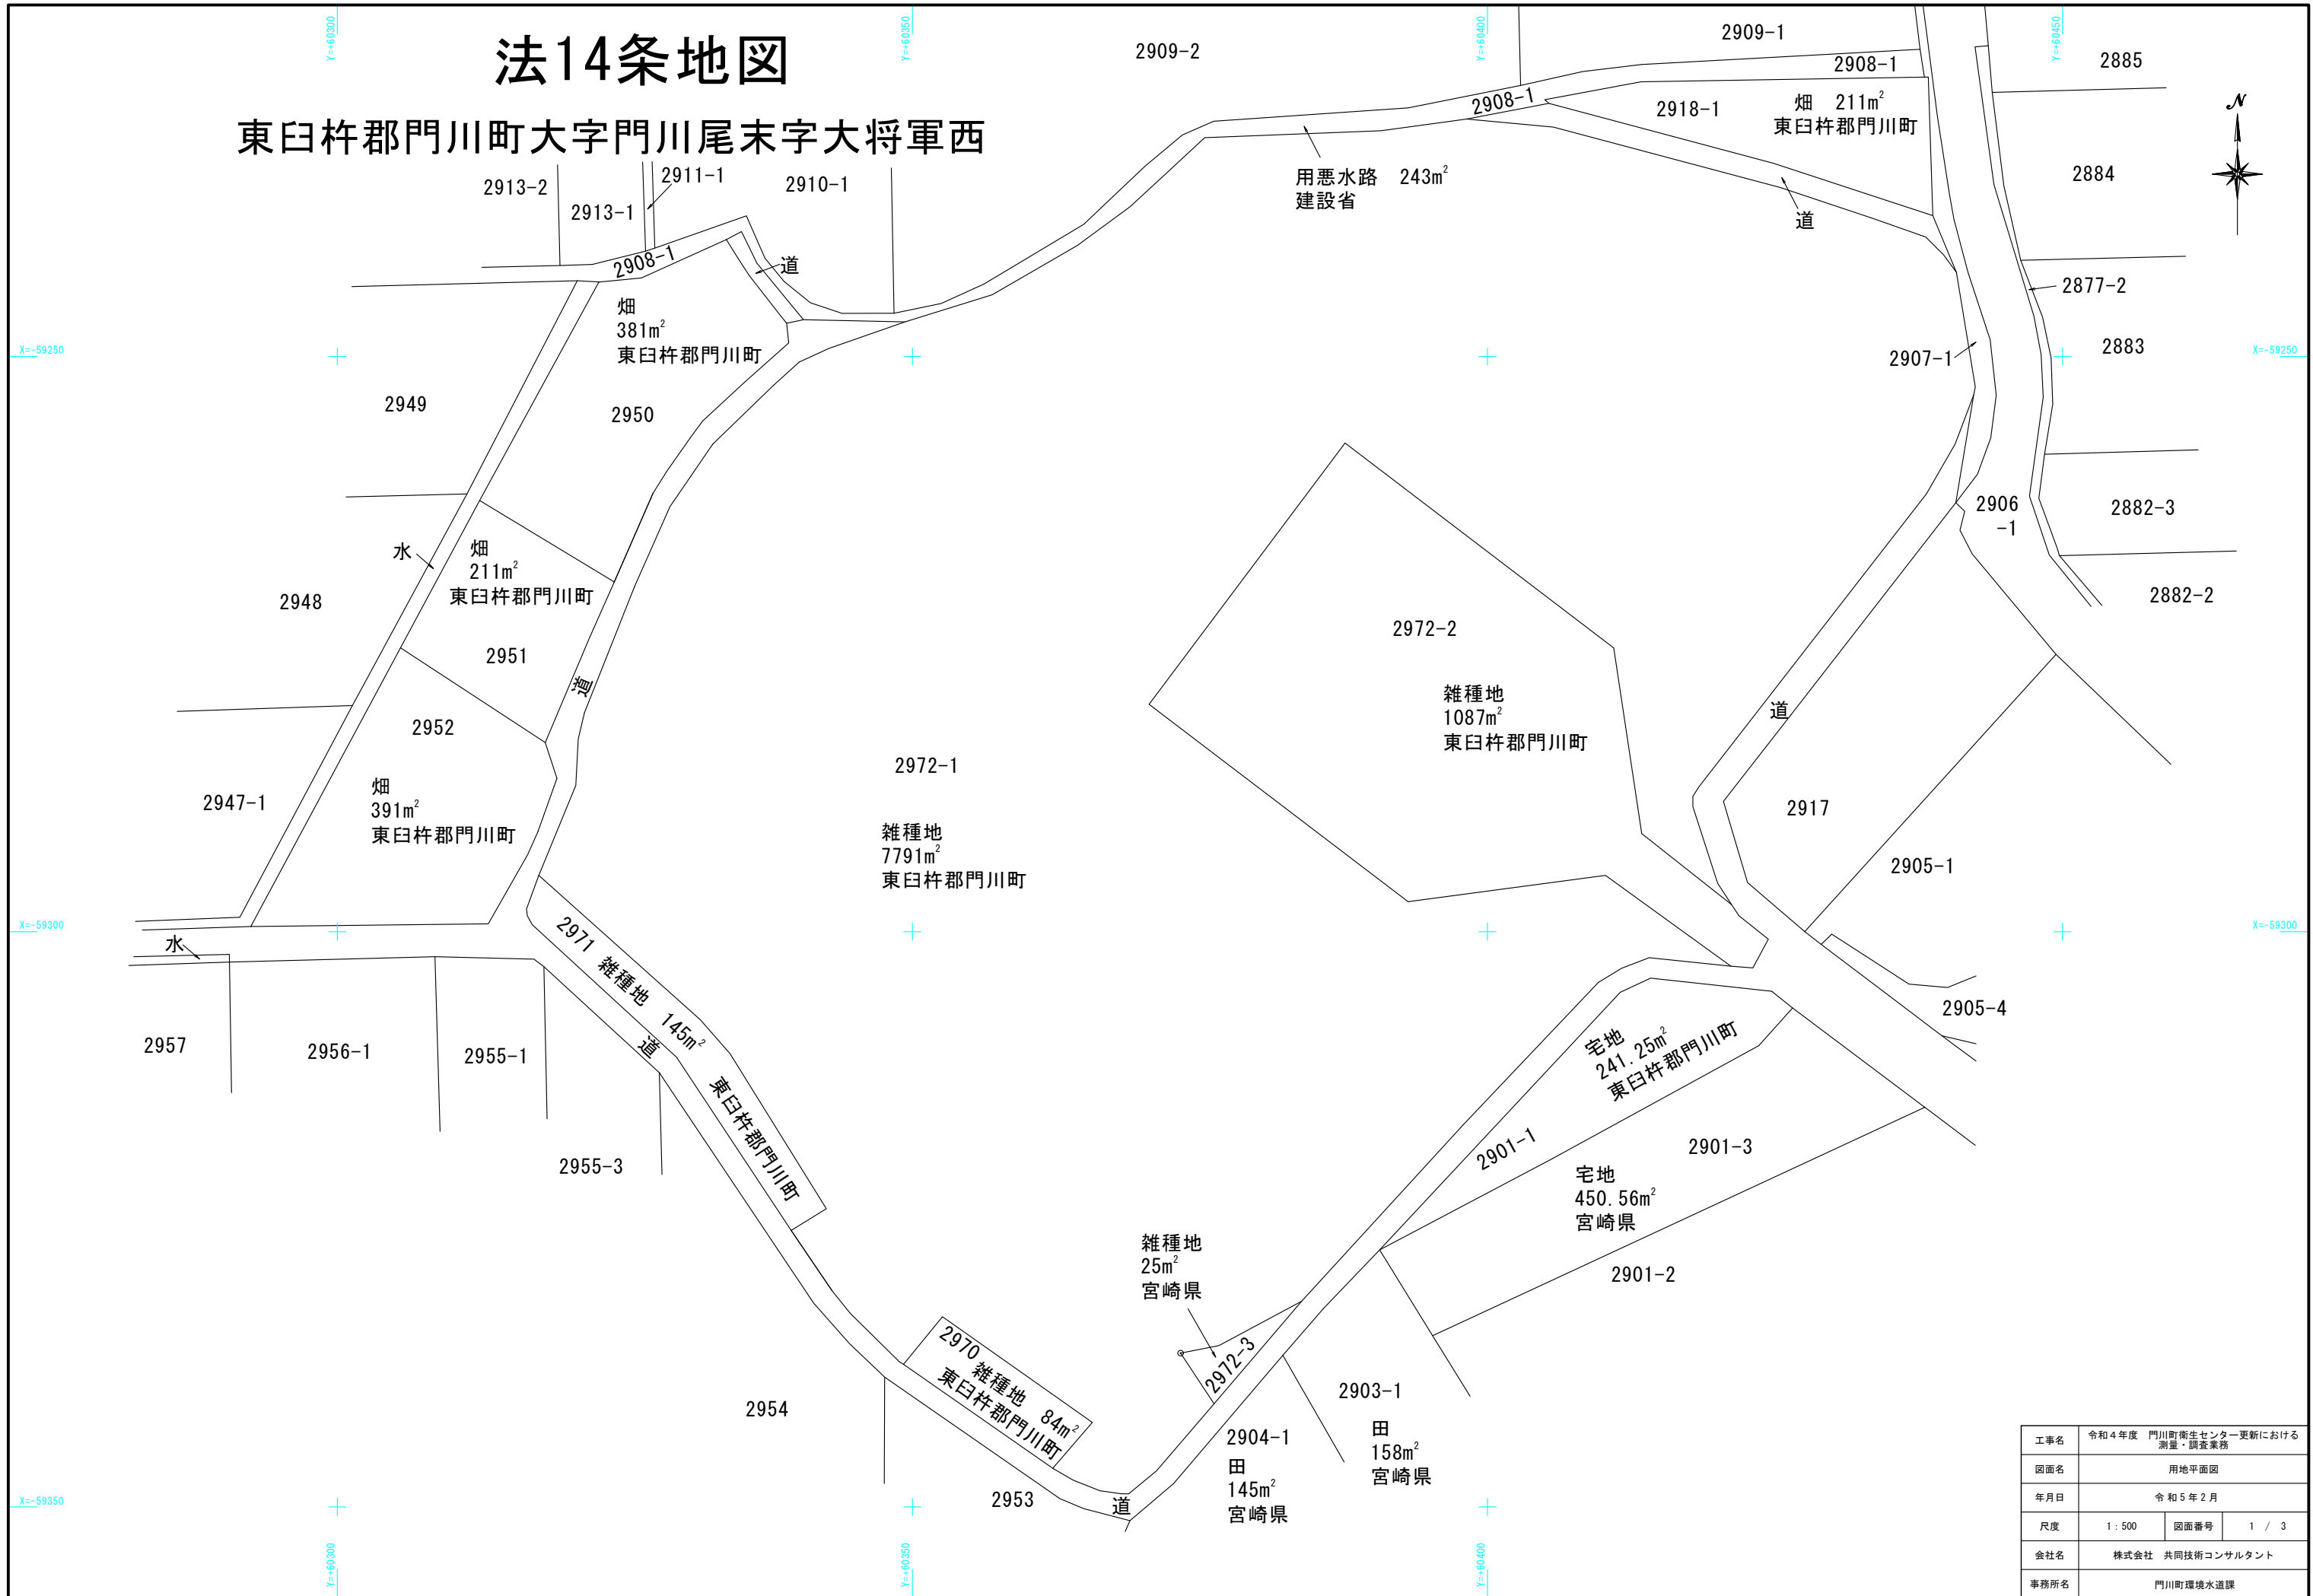 法14条地図
東臼杵郡門川町大字門川尾末字大将軍西
Y=+60300
Y=+60350
Y=+60400
Y=+60450
2909-2
2909-1
2908-1
2885
2908-1
2918-1
畑 211m²
東臼杵郡門川町
N
用悪水路 243m²
建設省
道
2884
2913-2
2913-1
2911-1
2910-1
2908-1
道
2877-2
畑
381m²
東臼杵郡門川町
X=-59250
X=-59250
2907-1
2883
2949
2950
2906
-1
2882-3
水
畑
211m²
東臼杵郡門川町
2948
2882-2
2951
2972-2
道
雑種地
1087m²
東臼杵郡門川町
道
2952
2972-1
畑
391m²
東臼杵郡門川町
2947-1
2917
雑種地
7791m²
東臼杵郡門川町
2905-1
X=-59300
X=-59300
水
2971 雑種地 145m² 東臼杵郡門川町
道
2905-4
2957
2956-1
2955-1
宅地
241.25m²
東臼杵郡門川町
2901-1
2901-3
2955-3
宅地
450.56m²
宮崎県
雑種地
25m²
宮崎県
2901-2
2972-3
2970 雑種地 84m²
東臼杵郡門川町
2903-1
田
158m²
宮崎県
2954
2904-1
田
145m²
宮崎県
2953
道
X=-59350
Y=+60300
Y=+60350
Y=+60400
工事名 令和4年度 門川町衛生センター更新における
測量・調査業務
図面名 用地平面図
年月日 令和5年2月
尺度 1:500 図面番号 1 / 3
会社名 株式会社 共同技術コンサルタント
事務所名 門川町環境水道課